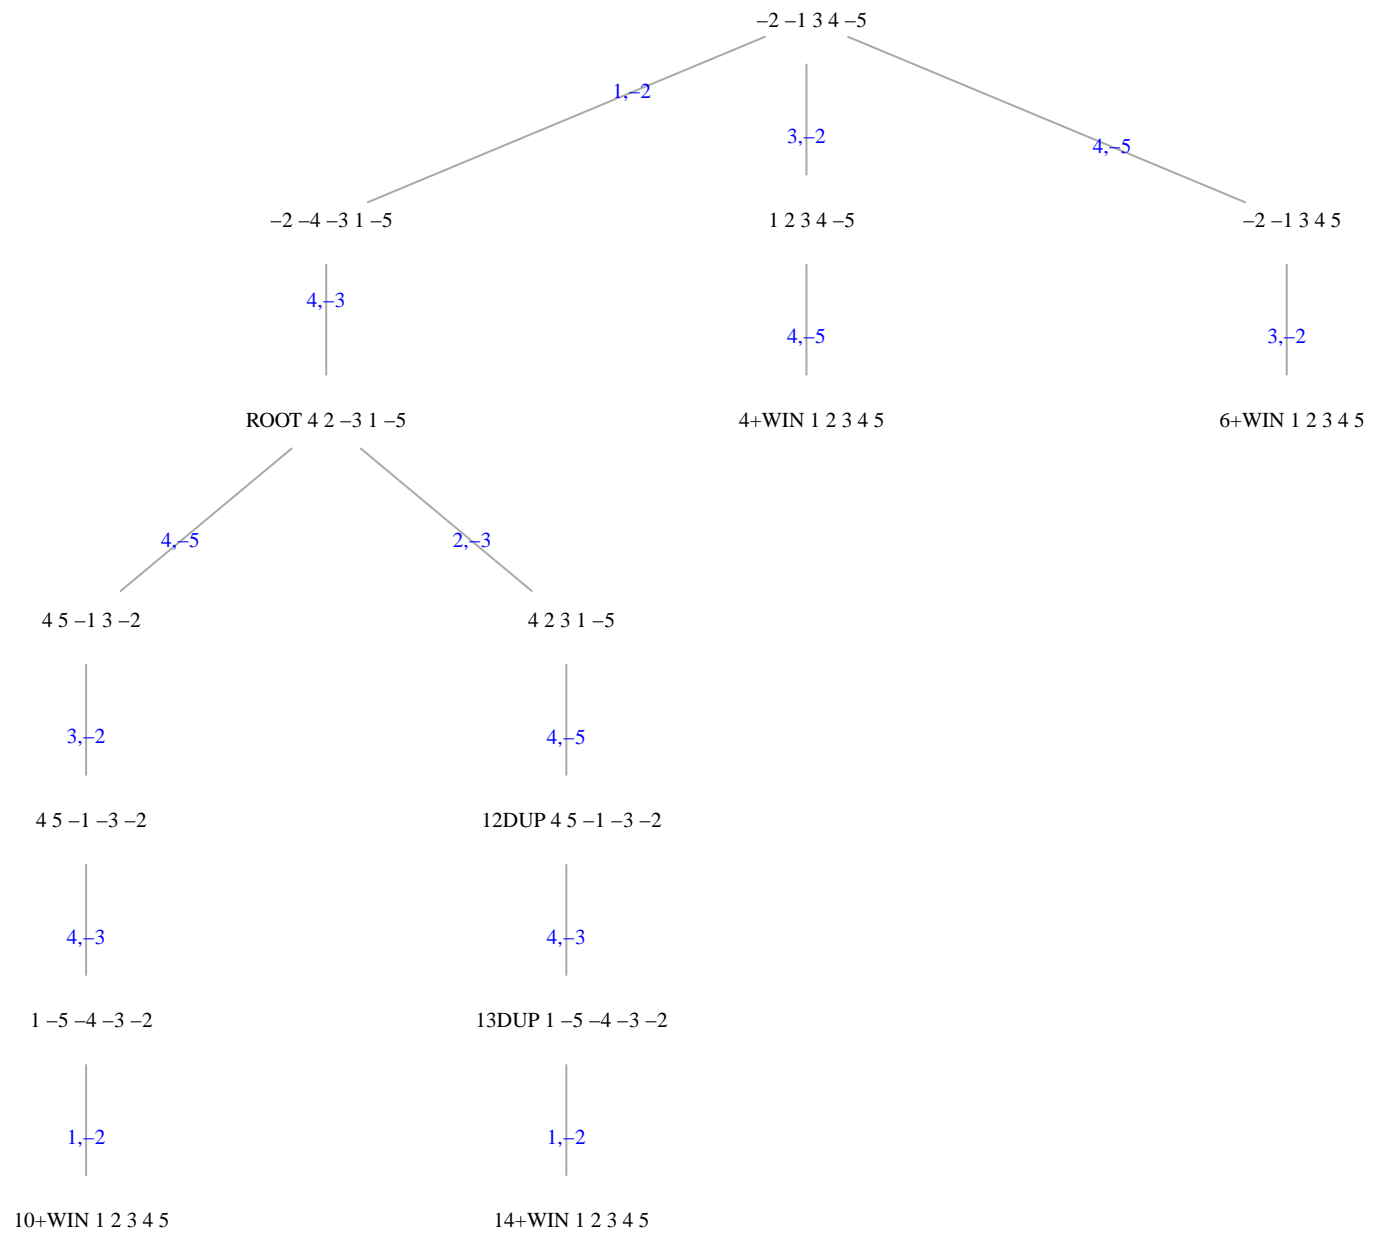 –2 –1 3 4 –5
1,–2
3,–2
4,–5
–2 –4 –3 1 –5
1 2 3 4 –5
–2 –1 3 4 5
4,–3
4,–5
3,–2
ROOT 4 2 –3 1 –5
4+WIN 1 2 3 4 5
6+WIN 1 2 3 4 5
4,–5
2,–3
4 5 –1 3 –2
4 2 3 1 –5
3,–2
4,–5
4 5 –1 –3 –2
12DUP 4 5 –1 –3 –2
4,–3
4,–3
1 –5 –4 –3 –2
13DUP 1 –5 –4 –3 –2
1,–2
1,–2
10+WIN 1 2 3 4 5
14+WIN 1 2 3 4 5